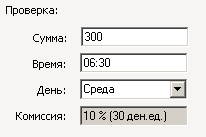 Проверка:
Сумма: 300
Время: 06:30
День: Среда
Комиссия: 10 % (30 ден.ед.)